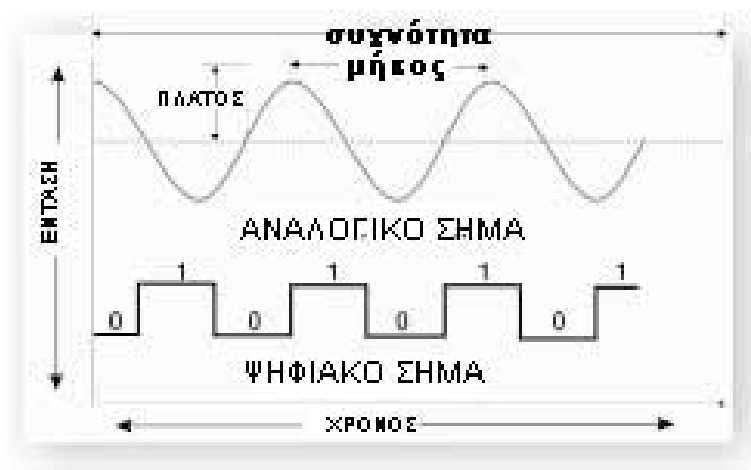 συχνότητα
μήκος
ΠΛΑΤΟΣ
ΕΝΤΑΣΗ
ΑΝΑΛΟΓΙΚΟ ΣΗΜΑ
1 1 1 1
0 0 0 0
ΨΗΦΙΑΚΟ ΣΗΜΑ
ΧΡΟΝΟΣ